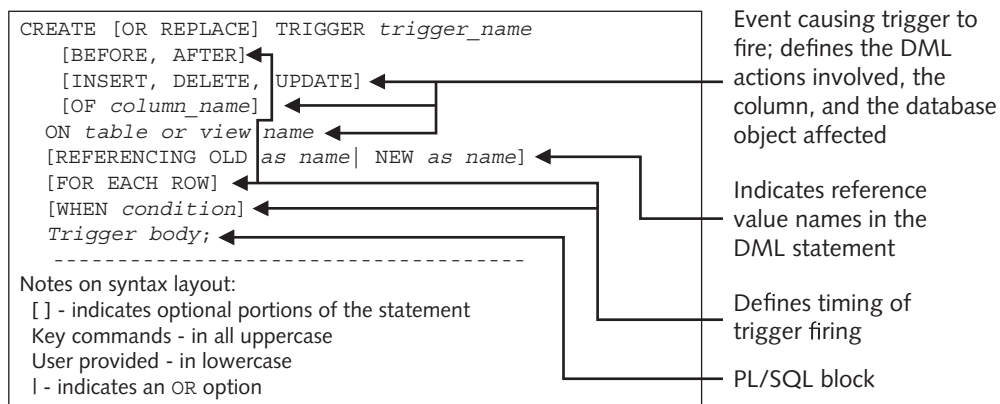 CREATE [OR REPLACE] TRIGGER trigger_name
[BEFORE, AFTER]
[INSERT, DELETE, UPDATE]
[OF column_name]
ON table or view name
[REFERENCING OLD as name| NEW as name]
[FOR EACH ROW]
[WHEN condition]
Trigger body;
-------------------------------------
Notes on syntax layout:
[ ] - indicates optional portions of the statement
Key commands - in all uppercase
User provided - in lowercase
| - indicates an OR option
Event causing trigger to
fire; defines the DML
actions involved, the
column, and the database
object affected
Indicates reference
value names in the
DML statement
Defines timing of
trigger firing
PL/SQL block